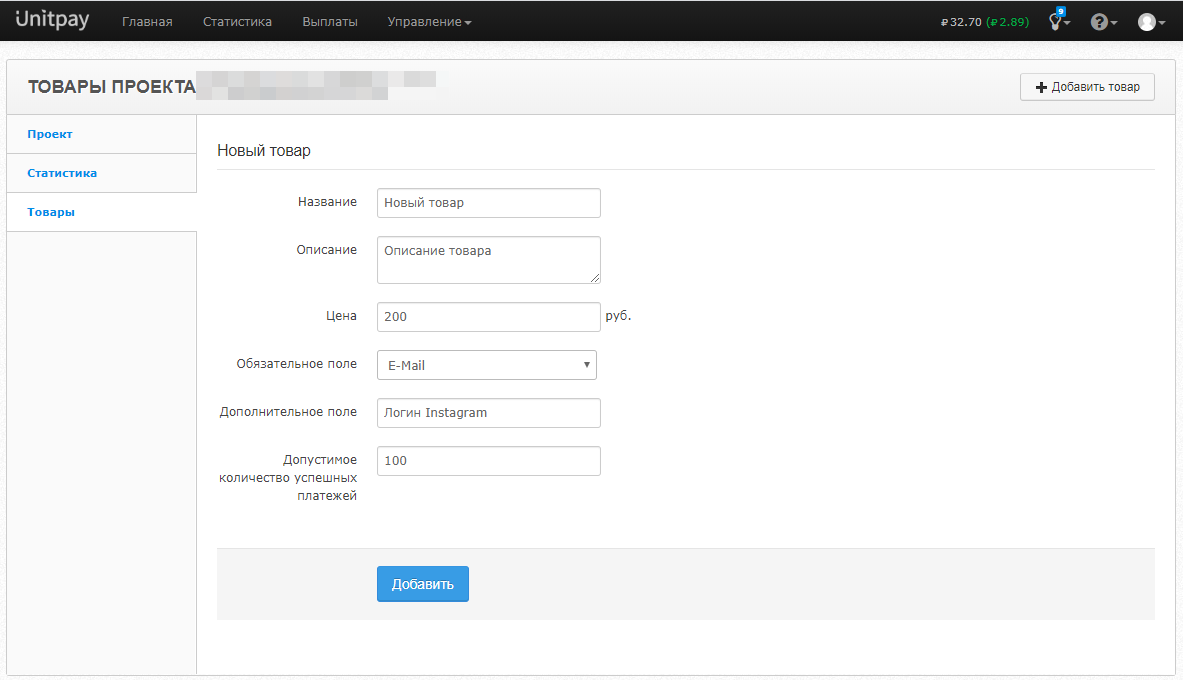 Unitpay Главная Статистика Выплаты Управление ₽32.70 (₽2.89) 9 ?
ТОВАРЫ ПРОЕКТА
Добавить товар
Проект
Статистика
Товары
Новый товар
Название Новый товар
Описание Описание товара
Цена 200 руб.
Обязательное поле E-Mail
Дополнительное поле Логин Instagram
Допустимое 100
количество успешных
платежей
Добавить